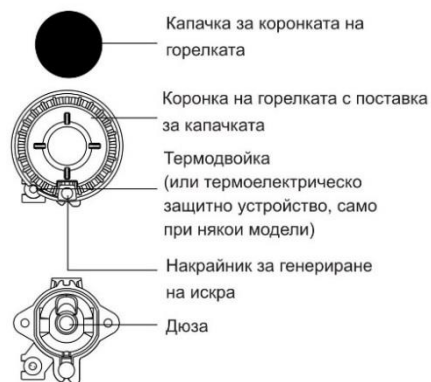 Капачка за коронката на
горелката
Коронка на горелката с поставка
за капачката
Термодвойка
(или термоелектрическо
защитно устройство, само
при някои модели)
Накрайник за генериране
на искра
Дюза